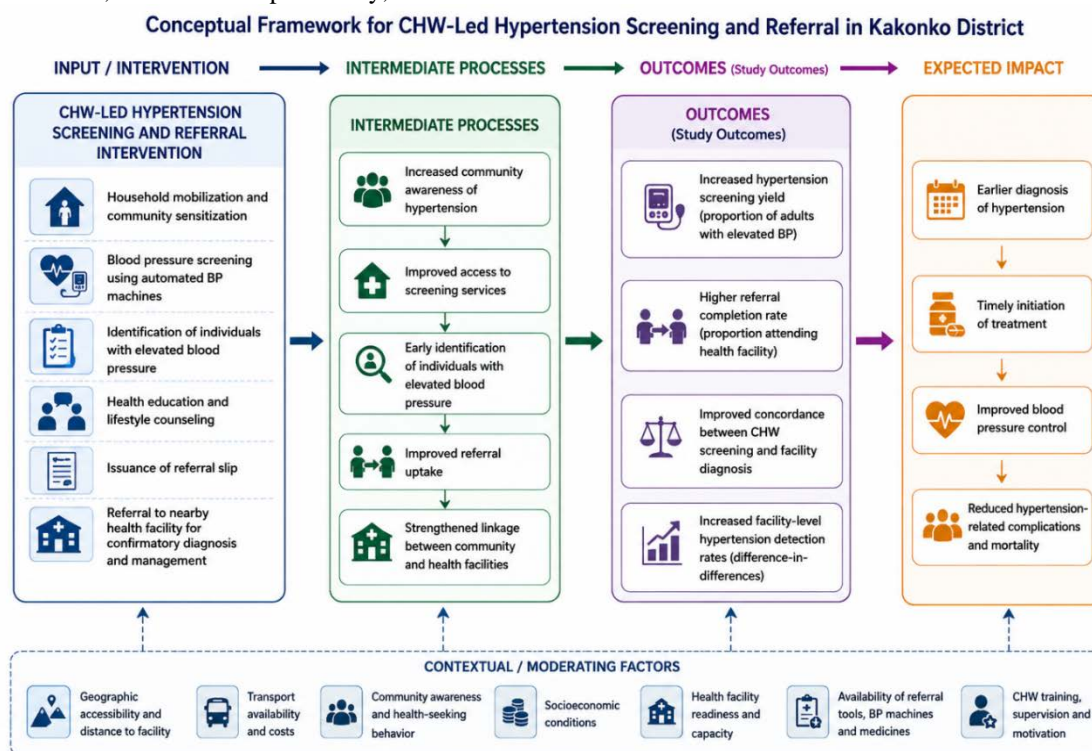 Conceptual Framework for CHW-Led Hypertension Screening and Referral in Kakonko District
INPUT / INTERVENTION
INTERMEDIATE PROCESSES
OUTCOMES (Study Outcomes)
EXPECTED IMPACT
CHW-LED HYPERTENSION
SCREENING AND REFERRAL
INTERVENTION
Household mobilization and
community sensitization
Blood pressure screening
using automated BP
machines
Identification of individuals
with elevated blood
pressure
Health education and
lifestyle counseling
Issuance of referral slip
Referral to nearby
health facility for
confirmatory diagnosis
and management
INTERMEDIATE PROCESSES
Increased community
awareness of
hypertension
Improved access to
screening services
Early identification
of individuals with
elevated blood
pressure
Improved referral
uptake
Strengthened linkage
between community
and health facilities
OUTCOMES
(Study Outcomes)
Increased hypertension
screening yield
(proportion of adults
with elevated BP)
Higher referral
completion rate
(proportion attending
health facility)
Improved concordance
between CHW
screening and facility
diagnosis
Increased facility-level
hypertension detection
rates (difference-in-
differences)
Earlier diagnosis
of hypertension
Timely initiation
of treatment
Improved blood
pressure control
Reduced hypertension-
related complications
and mortality
CONTEXTUAL / MODERATING FACTORS
Geographic
accessibility and
distance to facility
Transport
availability
and costs
Community awareness
and health-seeking
behavior
Socioeconomic
conditions
Health facility
readiness and
capacity
Availability of referral
tools, BP machines
and medicines
CHW training,
supervision and
motivation